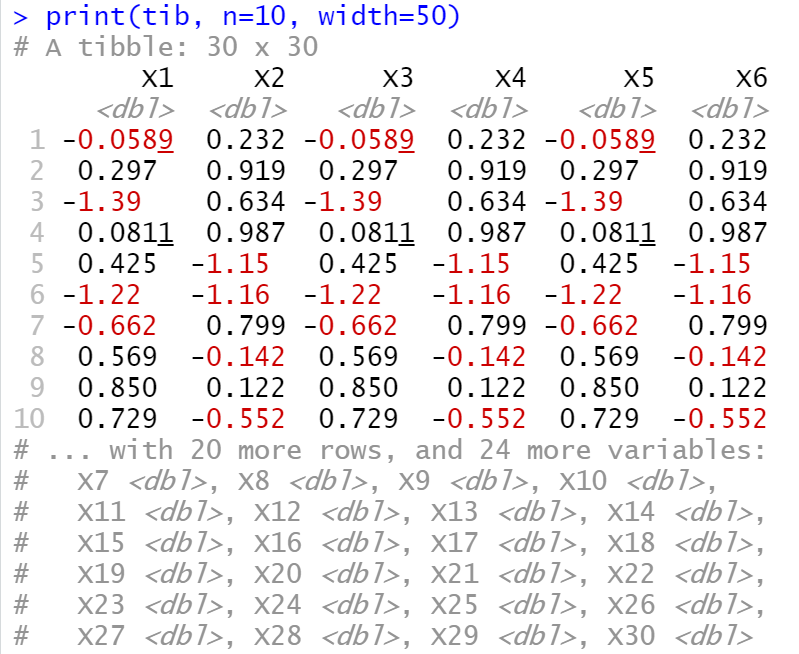 > print(tib, n=10, width=50)
# A tibble: 30 x 30
        X1     X2      X3     X4      X5     X6
     <dbl>  <dbl>   <dbl>  <dbl>   <dbl>  <dbl>
 1 -0.0589  0.232 -0.0589  0.232 -0.0589  0.232
 2  0.297   0.919  0.297   0.919  0.297   0.919
 3 -1.39    0.634 -1.39    0.634 -1.39    0.634
 4  0.0811  0.987  0.0811  0.987  0.0811  0.987
 5  0.425  -1.15   0.425  -1.15   0.425  -1.15
 6 -1.22   -1.16  -1.22   -1.16  -1.22   -1.16
 7 -0.662   0.799 -0.662   0.799 -0.662   0.799
 8  0.569  -0.142  0.569  -0.142  0.569  -0.142
 9  0.850   0.122  0.850   0.122  0.850   0.122
10  0.729  -0.552  0.729  -0.552  0.729  -0.552
# ... with 20 more rows, and 24 more variables:
#   X7 <dbl>, X8 <dbl>, X9 <dbl>, X10 <dbl>,
#   X11 <dbl>, X12 <dbl>, X13 <dbl>, X14 <dbl>,
#   X15 <dbl>, X16 <dbl>, X17 <dbl>, X18 <dbl>,
#   X19 <dbl>, X20 <dbl>, X21 <dbl>, X22 <dbl>,
#   X23 <dbl>, X24 <dbl>, X25 <dbl>, X26 <dbl>,
#   X27 <dbl>, X28 <dbl>, X29 <dbl>, X30 <dbl>